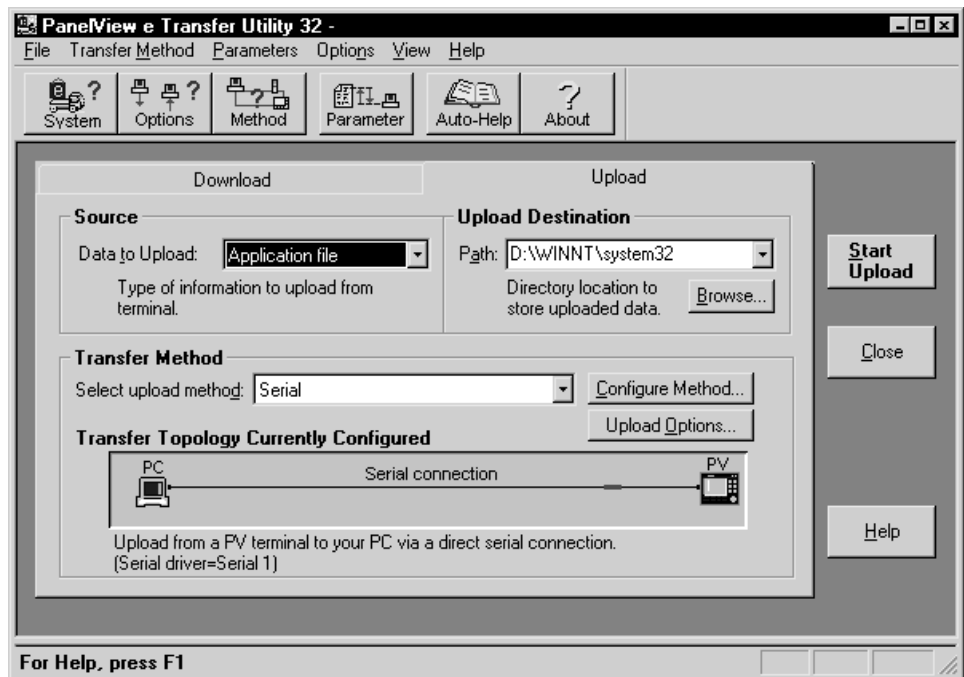 PanelView e Transfer Utility 32 -
File Transfer Method Parameters Options View Help
System Options Method Parameter Auto-Help About
Download Upload
Source
Data to Upload: Application file
Type of information to upload from
terminal.
Upload Destination
Path: D:\WINNT\system32
Directory location to
store uploaded data.
Browse...
Start
Upload
Close
Transfer Method
Select upload method: Serial
Configure Method...
Upload Options...
Transfer Topology Currently Configured
PC Serial connection PV
Upload from a PV terminal to your PC via a direct serial connection.
(Serial driver=Serial 1)
Help
For Help, press F1